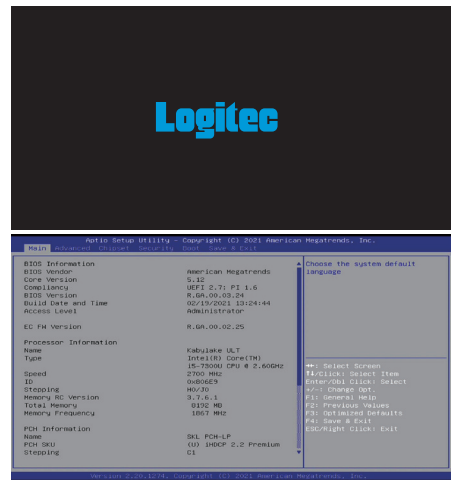 Logitec
Aptio Setup Utility - Copyright (C) 2021 American Megatrends, Inc.
Main Advanced Chipset Security Boot Save & Exit
BIOS Information
BIOS Vendor American Megatrends
Core Version 5.12
Compliancy UEFI 2.7; PI 1.6
BIOS Version R.GA.00.03.24
Build Date and Time 02/19/2021 13:24:44
Access Level Administrator
EC FW Version R.GA.00.02.25
Processor Information
Name Kabylake ULT
Type Intel(R) Core(TM)
i5-7300U CPU @ 2.60GHz
Speed 2700 MHz
ID 0x806E9
Stepping H0/J0
Memory RC Version 3.7.6.1
Total Memory 8192 MB
Memory Frequency 1867 MHz
PCH Information
Name SKL PCH-LP
PCH SKU (U) iHDCP 2.2 Premium
Stepping C1
Choose the system default
language
→←: Select Screen
↑↓/Click: Select Item
Enter/Dbl Click: Select
+/-: Change Opt.
F1: General Help
F2: Previous Values
F3: Optimized Defaults
F4: Save & Exit
ESC/Right Click: Exit
Version 2.20.1274. Copyright (C) 2021 American Megatrends, Inc.